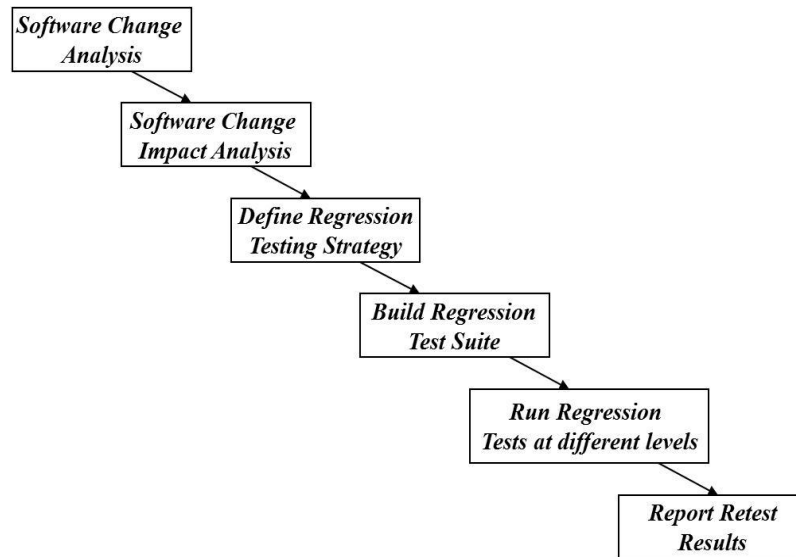 Software Change
Analysis
Software Change
Impact Analysis
Define Regression
Testing Strategy
Build Regression
Test Suite
Run Regression
Tests at different levels
Report Retest
Results